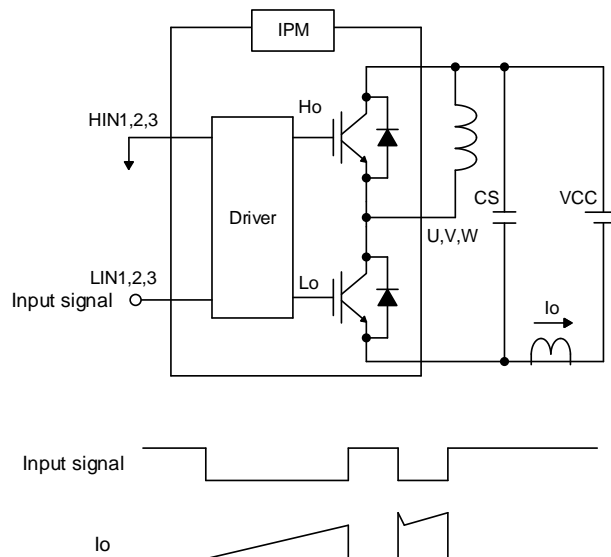 IPM
Ho
HIN1,2,3
Driver
CS
VCC
U,V,W
LIN1,2,3
Lo
Input signal
Io
Input signal
Io